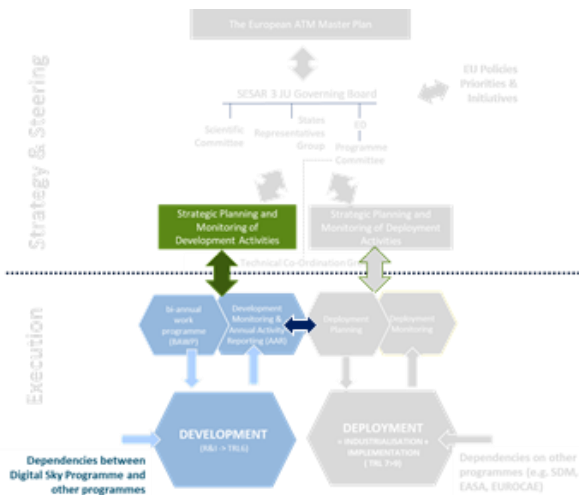 The European ATM Master Plan
SESAR 3 JU Governing Board
EU Policies
Priorities &
Initiatives
Scientific
Committee
States
Representatives
Group
ED
Programme
Committee
Strategy & Steering
Strategic Planning and
Monitoring of
Development Activities
Strategic Planning and
Monitoring of Deployment
Activities
Technical Co-Ordination Group
Execution
bi-annual
work
programme
(BAWP)
Development
Monitoring &
Annual Activity
Reporting (AAR)
Deployment
Planning
Deployment
Monitoring
DEVELOPMENT
(R&I -> TRL6)
DEPLOYMENT
= INDUSTRIALISATION +
IMPLEMENTATION
( TRL 7>9)
Dependencies between
Digital Sky Programme and
other programmes
Dependencies on other
programmes (e.g. SDM,
EASA, EUROCAE)